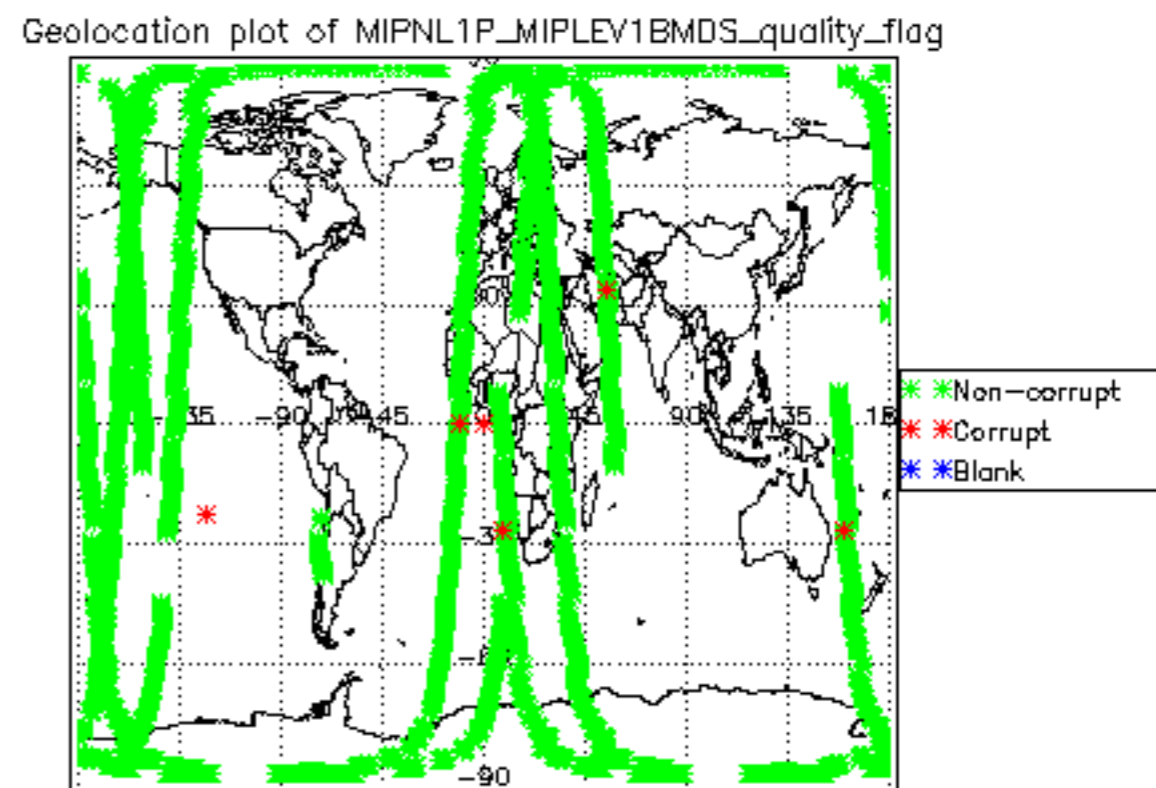 Geolocation plot of MIPNL1P_MIPLEV1BMDS_quality_flag
-90
45
90
135
-90
Non-corrupt
Corrupt
Blank